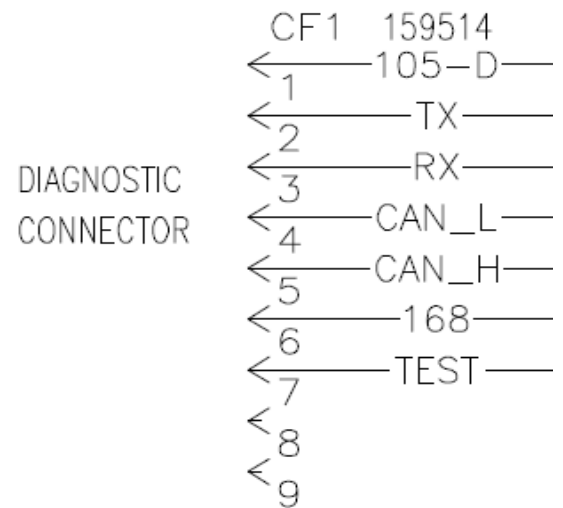 CF1 159514
105-D
1
TX
2
DIAGNOSTIC
RX
3
CONNECTOR
CAN_L
4
CAN_H
5
168
6
TEST
7
8
9